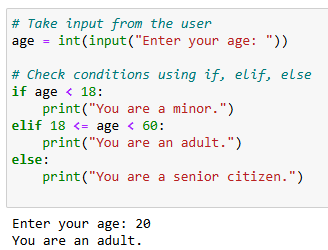 # Take input from the user
age = int(input("Enter your age: "))
# Check conditions using if, elif, else
if age < 18:
    print("You are a minor.")
elif 18 <= age < 60:
    print("You are an adult.")
else:
    print("You are a senior citizen.")
Enter your age: 20
You are an adult.